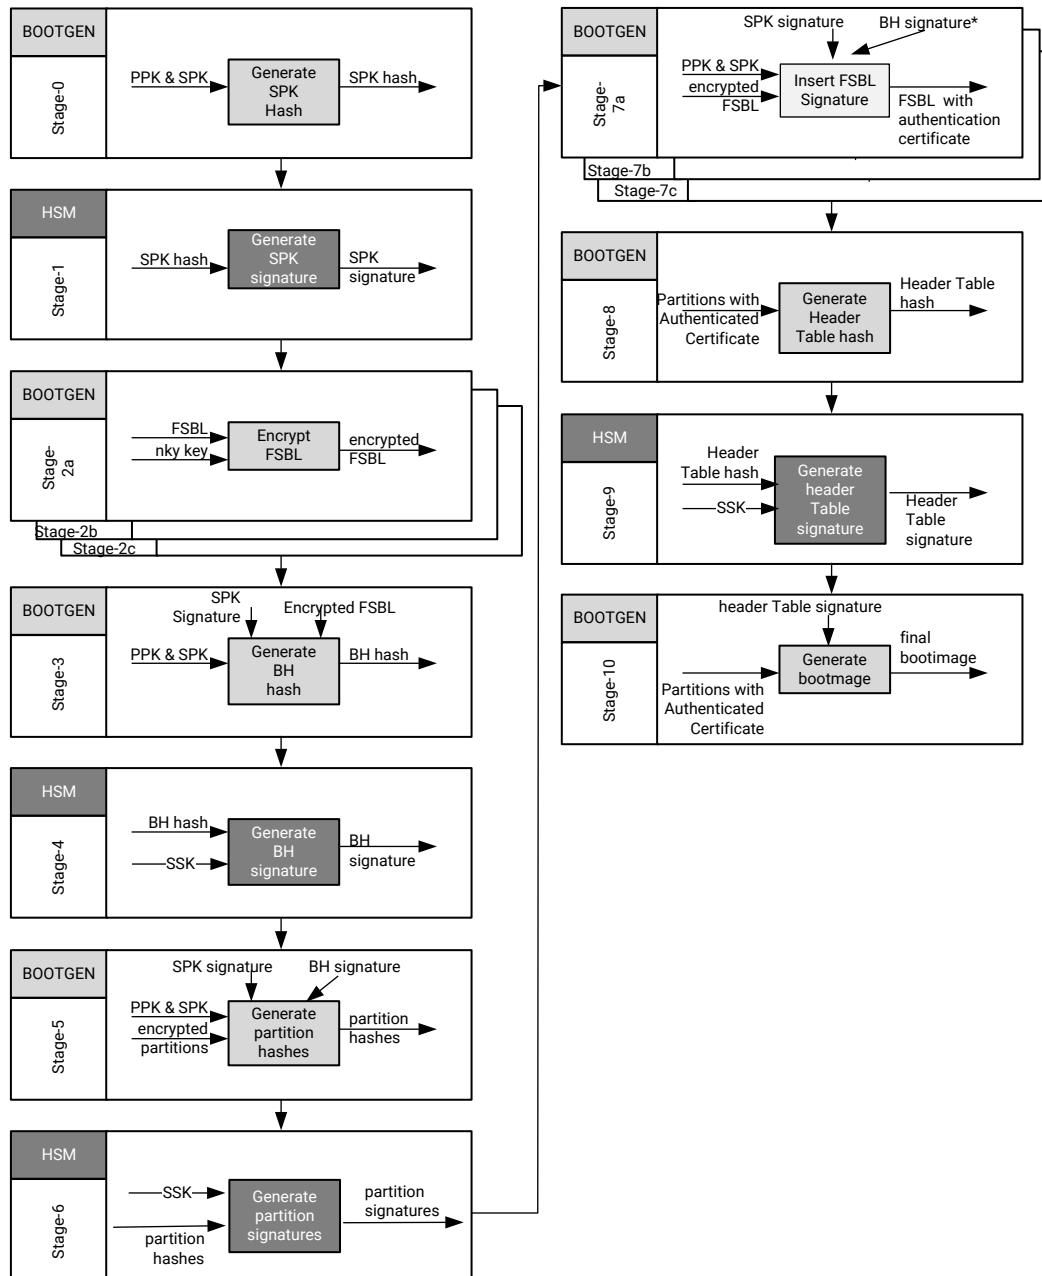 BOOTGEN
Stage-0
PPK & SPK
Generate
SPK
Hash
SPK hash
HSM
Stage-1
SPK hash
Generate
SPK
signature
SPK
signature
BOOTGEN
Stage-
2a
FSBL
nky key
Encrypt
FSBL
encrypted
FSBL
Stage-2b
Stage-2c
BOOTGEN
Stage-3
SPK
Signature
Encrypted FSBL
PPK & SPK
Generate
BH
hash
BH hash
HSM
Stage-4
BH hash
SSK
Generate
BH
signature
BH
signature
BOOTGEN
Stage-5
SPK signature
BH signature
PPK & SPK
encrypted
partitions
Generate
partition
hashes
partition
hashes
HSM
Stage-6
SSK
partition
hashes
Generate
partition
signatures
partition
signatures
BOOTGEN
Stage-
7a
SPK signature
BH signature*
PPK & SPK
encrypted
FSBL
Insert FSBL
Signature
FSBL with
authentication
certificate
Stage-7b
Stage-7c
BOOTGEN
Stage-8
Partitions with
Authenticated
Certificate
Generate
Header
Table hash
Header Table
hash
HSM
Stage-9
Header
Table hash
SSK
Generate
header
Table
signature
Header
Table
signature
BOOTGEN
Stage-10
header Table signature
Partitions with
Authenticated
Certificate
Generate
bootmage
final
bootimage